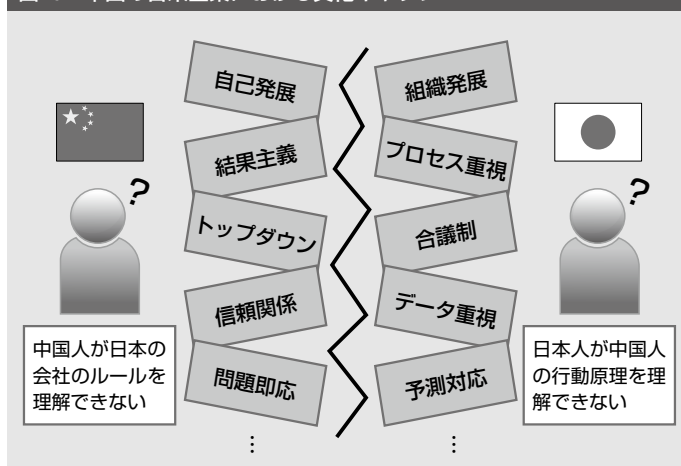 自己発展
組織発展
結果主義
プロセス重視
?
?
トップダウン
合議制
信頼関係
データ重視
中国人が日本の
会社のルールを
理解できない
日本人が中国人
の行動原理を理
解できない
問題即応
予測対応
⋮
⋮